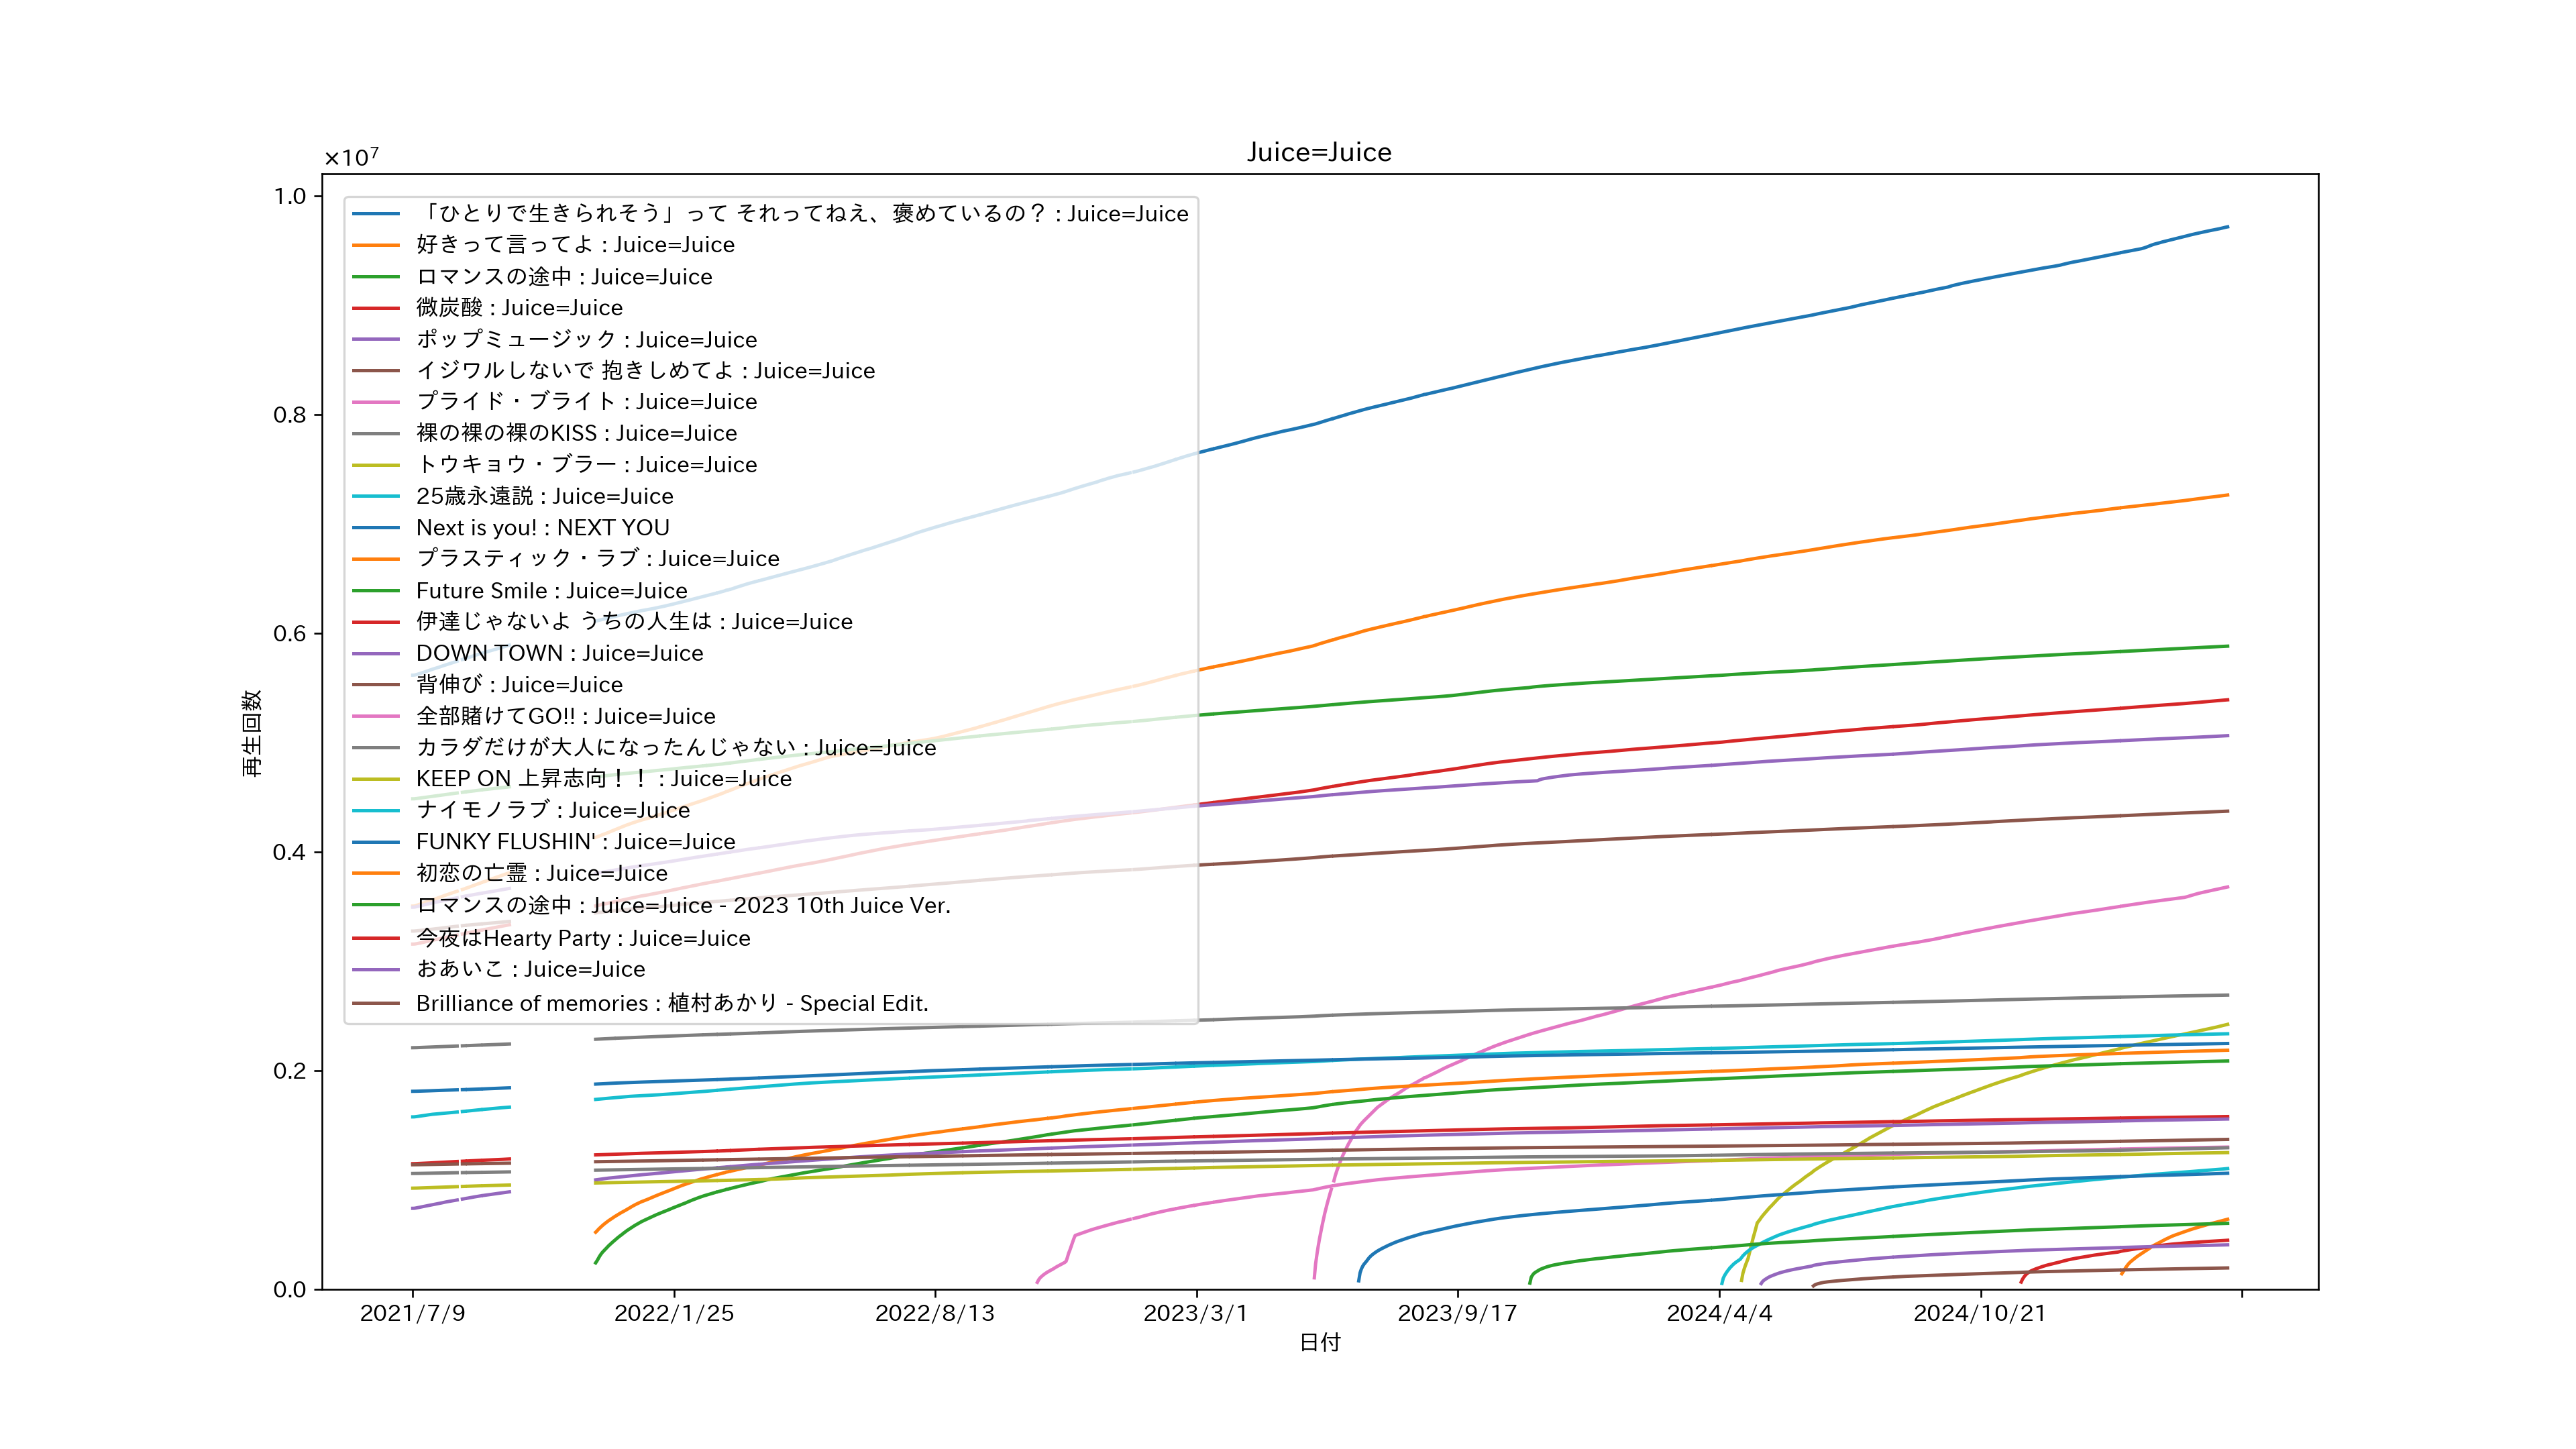 Juice=Juice
×10⁷
1.0
0.8
0.6
0.4
0.2
0.0
再生回数
「ひとりで生きられそう」って それってねえ、褒めているの？ : Juice=Juice
好きって言ってよ : Juice=Juice
ロマンスの途中 : Juice=Juice
微炭酸 : Juice=Juice
ポップミュージック : Juice=Juice
イジワルしないで 抱きしめてよ : Juice=Juice
プライド・ブライト : Juice=Juice
裸の裸の裸のKISS : Juice=Juice
トウキョウ・ブラー : Juice=Juice
25歳永遠説 : Juice=Juice
Next is you! : NEXT YOU
プラスティック・ラブ : Juice=Juice
Future Smile : Juice=Juice
伊達じゃないよ うちの人生は : Juice=Juice
DOWN TOWN : Juice=Juice
背伸び : Juice=Juice
全部賭けてGO!! : Juice=Juice
カラダだけが大人になったんじゃない : Juice=Juice
KEEP ON 上昇志向！！ : Juice=Juice
ナイモノラブ : Juice=Juice
FUNKY FLUSHIN' : Juice=Juice
初恋の亡霊 : Juice=Juice
ロマンスの途中 : Juice=Juice - 2023 10th Juice Ver.
今夜はHearty Party : Juice=Juice
おあいこ : Juice=Juice
Brilliance of memories : 植村あかり - Special Edit.
2021/7/9 2022/1/25 2022/8/13 2023/3/1 2023/9/17 2024/4/4 2024/10/21
日付